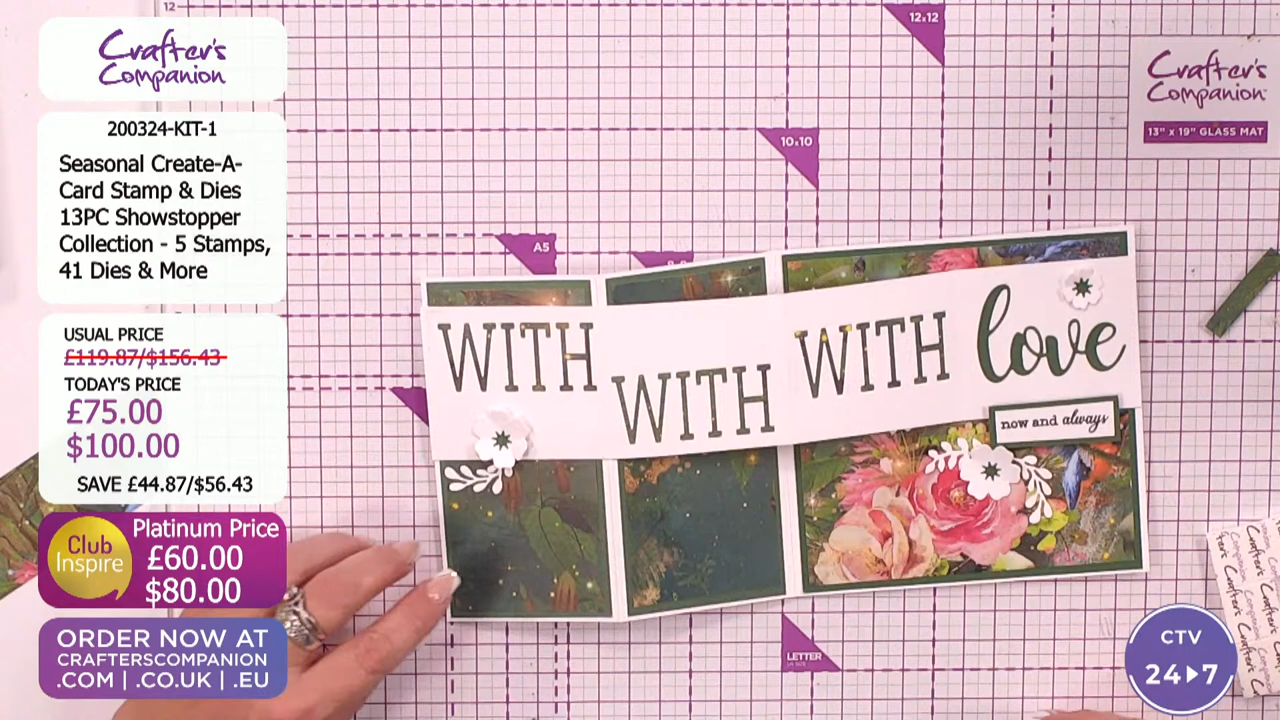 Crafter's
Companion
200324-KIT-1
Seasonal Create-A-
Card Stamp & Dies
13PC Showstopper
Collection - 5 Stamps,
41 Dies & More
USUAL PRICE
£119.87/$156.43
TODAY'S PRICE
£75.00
$100.00
SAVE £44.87/$56.43
Club
Inspire
Platinum Price
£60.00
$80.00
ORDER NOW AT
CRAFTERSCOMPANION
.COM | .CO.UK | .EU
12
12x12
10x10
A5
Crafter's
Companion
13" x 19" GLASS MAT
WITH WITH WITH love
now and always
LETTER
CTV
24▶7